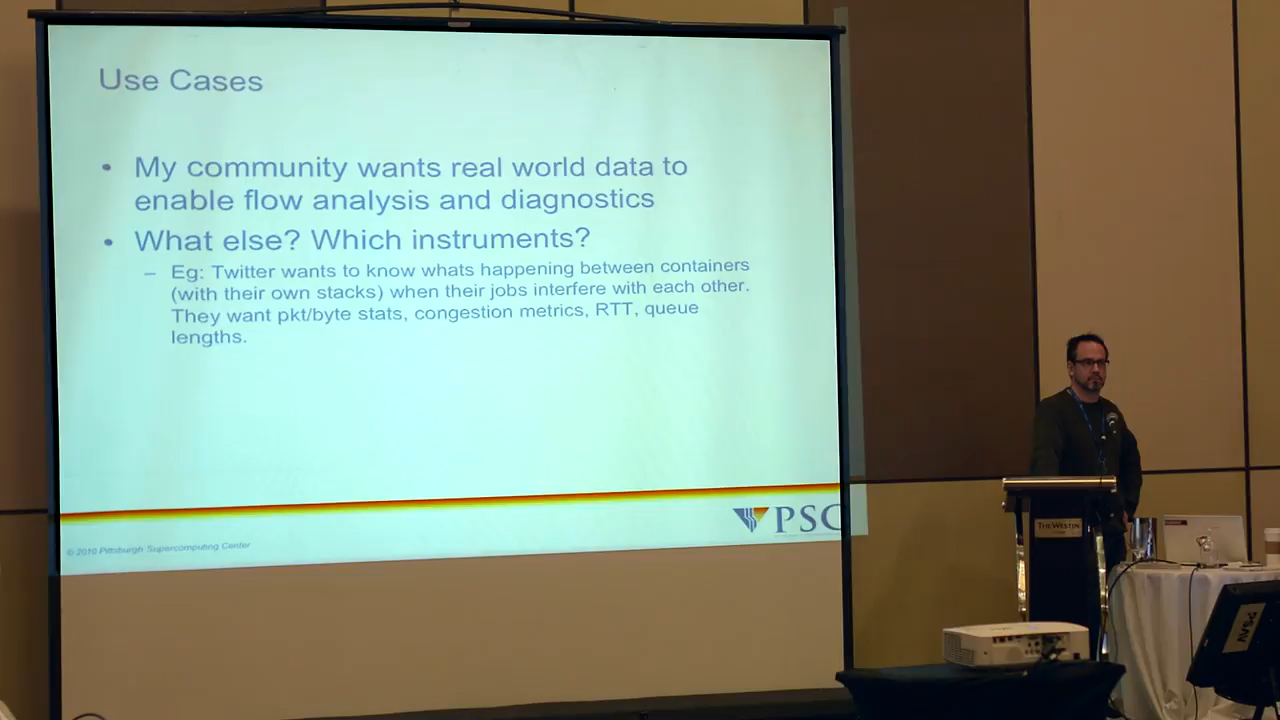 Use Cases
• My community wants real world data to
enable flow analysis and diagnostics
• What else? Which instruments?
– Eg: Twitter wants to know whats happening between containers
(with their own stacks) when their jobs interfere with each other.
They want pkt/byte stats, congestion metrics, RTT, queue
lengths.
PSC
© 2010 Pittsburgh Supercomputing Center
THE WESTIN
AVSP